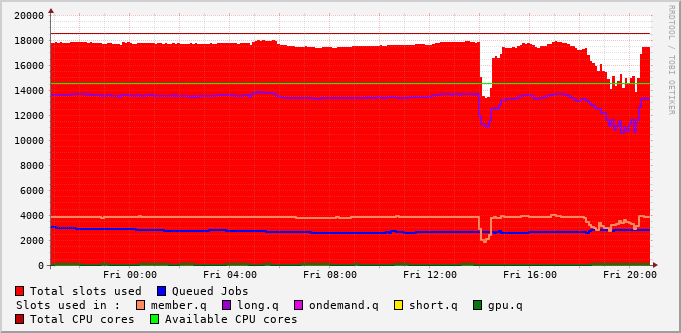 RRDTOOL / TOBI OETIKER
20000
18000
16000
14000
12000
10000
8000
6000
4000
2000
0
Fri 00:00 Fri 04:00 Fri 08:00 Fri 12:00 Fri 16:00 Fri 20:00
Total slots used Queued Jobs
Slots used in : member.q long.q ondemand.q short.q gpu.q
Total CPU cores Available CPU cores